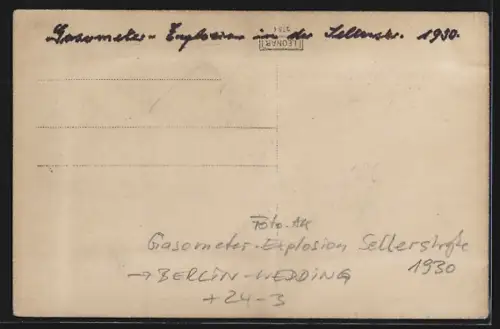 Gasometer-Explosion in der Sellerstr. 1930.
LEONAR
Foto-AK
Gasometer-Explosion Sellerstraße
1930
→ BERLIN-WEDDING
+24-3